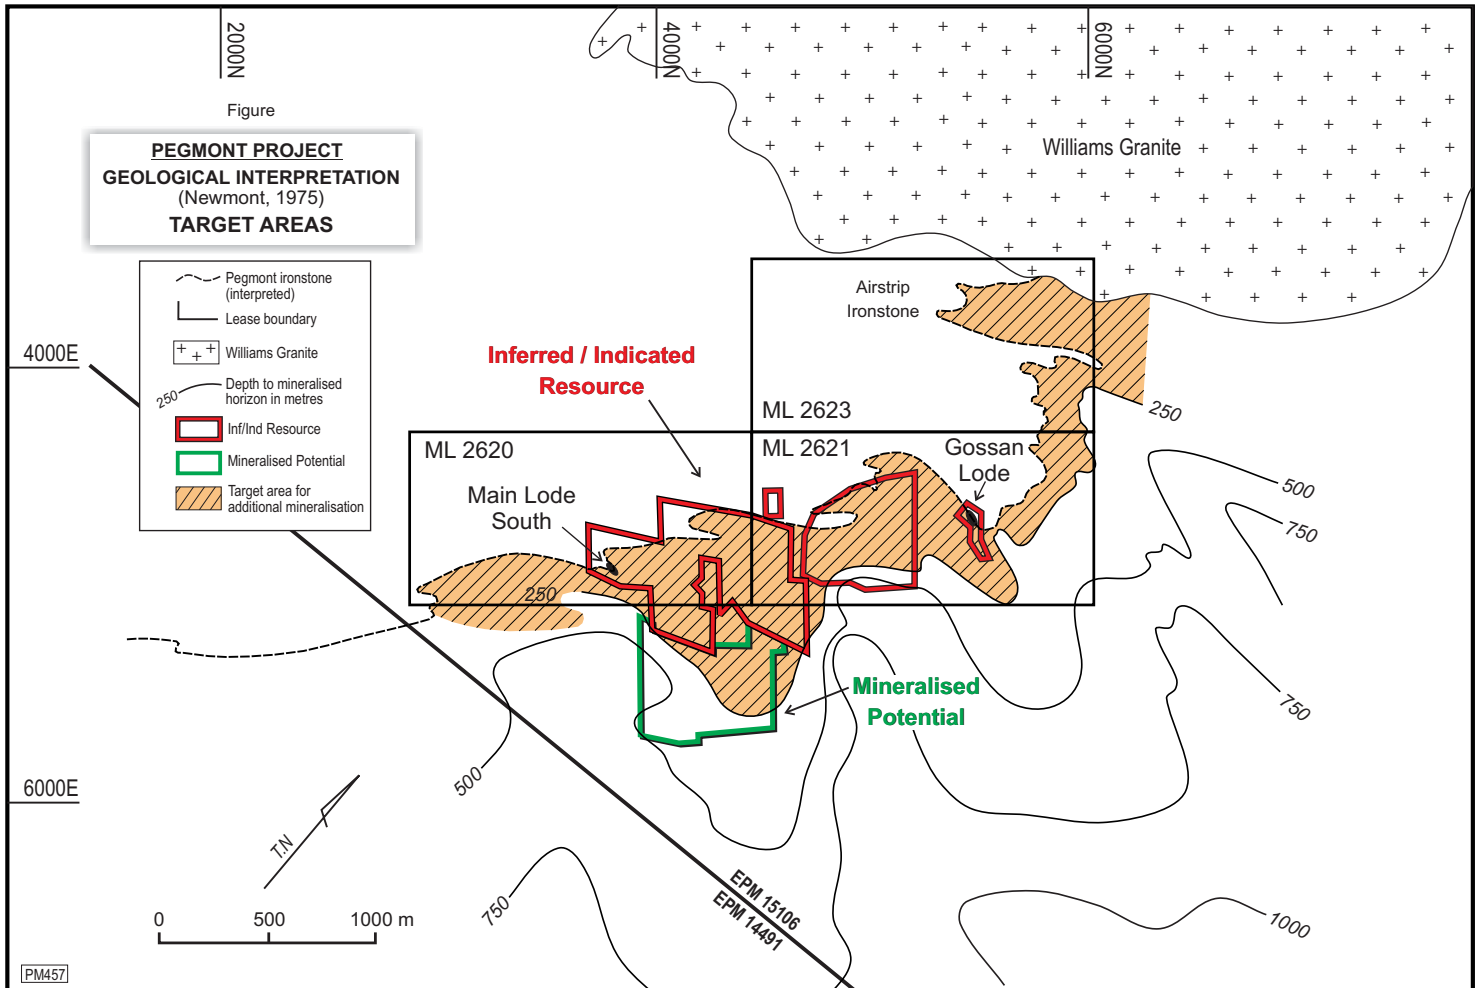 2000N
4000N
6000N
Figure
PEGMONT PROJECT
GEOLOGICAL INTERPRETATION
(Newmont, 1975)
TARGET AREAS
Williams Granite
Pegmont ironstone
(interpreted)
Lease boundary
Williams Granite
250
Depth to mineralised
horizon in metres
Inf/Ind Resource
Mineralised Potential
Target area for
additional mineralisation
4000E
6000E
Airstrip
Ironstone
Inferred / Indicated
Resource
ML 2623
250
ML 2620
ML 2621
Gossan
Lode
Main Lode
South
500
750
250
750
Mineralised
Potential
500
T.N
EPM 15106
EPM 14491
750
1000
0 500 1000 m
PM457